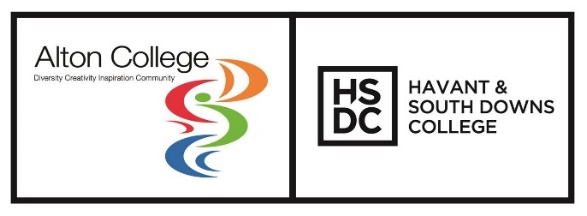 Alton College
Diversity Creativity Inspiration Community
HS
DC
HAVANT &
SOUTH DOWNS
COLLEGE